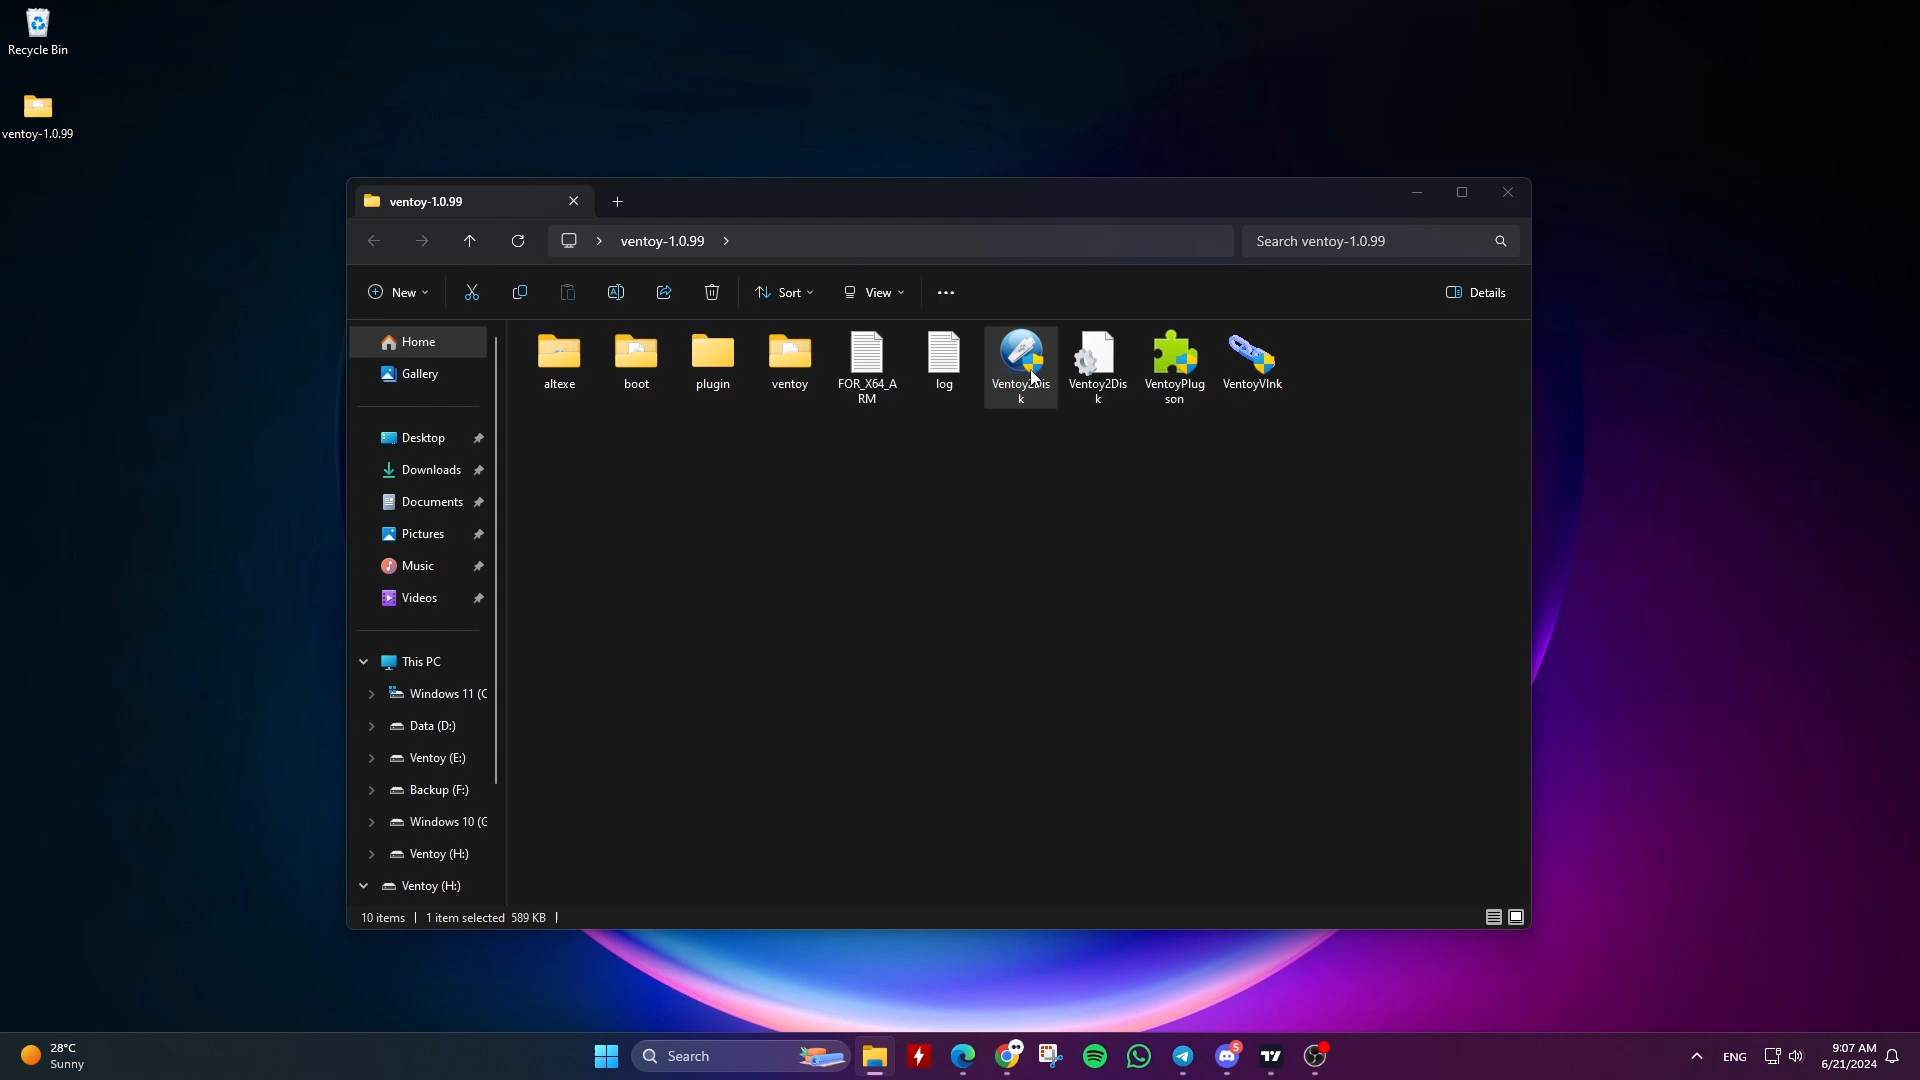 Recycle Bin
ventoy-1.0.99
ventoy-1.0.99
ventoy-1.0.99
Search ventoy-1.0.99
New
Sort
View
Details
Home
Gallery
Desktop
Downloads
Documents
Pictures
Music
Videos
This PC
Windows 11 (C
Data (D:)
Ventoy (E:)
Backup (F:)
Windows 10 (G
Ventoy (H:)
Ventoy (H:)
altexe
boot
plugin
ventoy
FOR_X64_A
RM
log
Ventoy2Dis
k
Ventoy2Dis
k
VentoyPlug
son
VentoyVlnk
10 items
1 item selected 589 KB
28°C
Sunny
Search
5
ENG
9:07 AM
6/21/2024